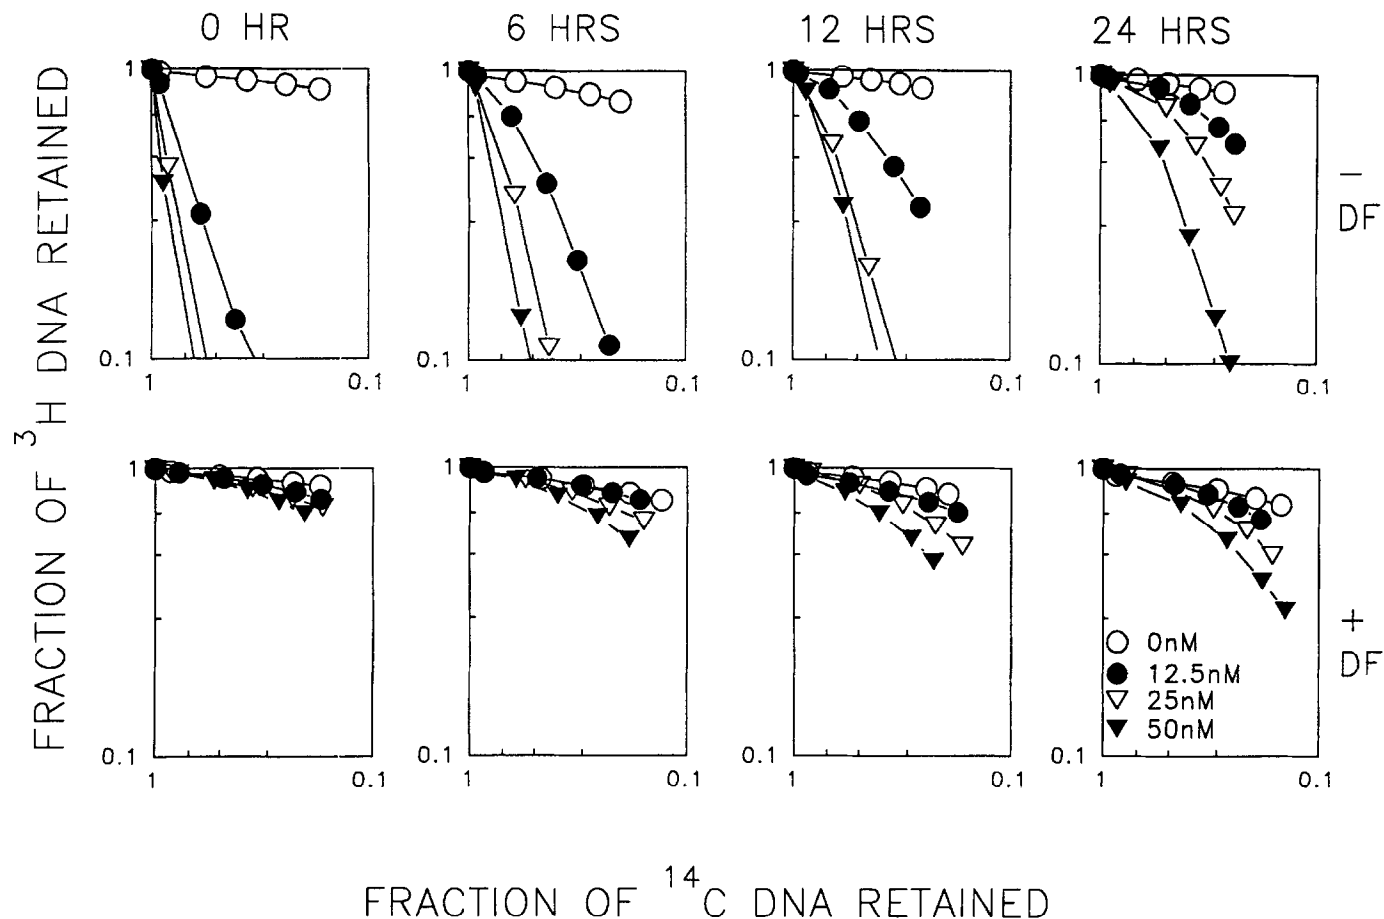 0 HR
6 HRS
12 HRS
24 HRS
1
0.1
1
0.1
1
0.1
1
0.1
1
0.1
1
0.1
1
0.1
1
0.1
−
DF
1
0.1
1
0.1
1
0.1
1
0.1
1
0.1
1
0.1
1
0.1
1
0.1
+
DF
0nM
12.5nM
25nM
50nM
FRACTION OF ³H DNA RETAINED
FRACTION OF ¹⁴C DNA RETAINED